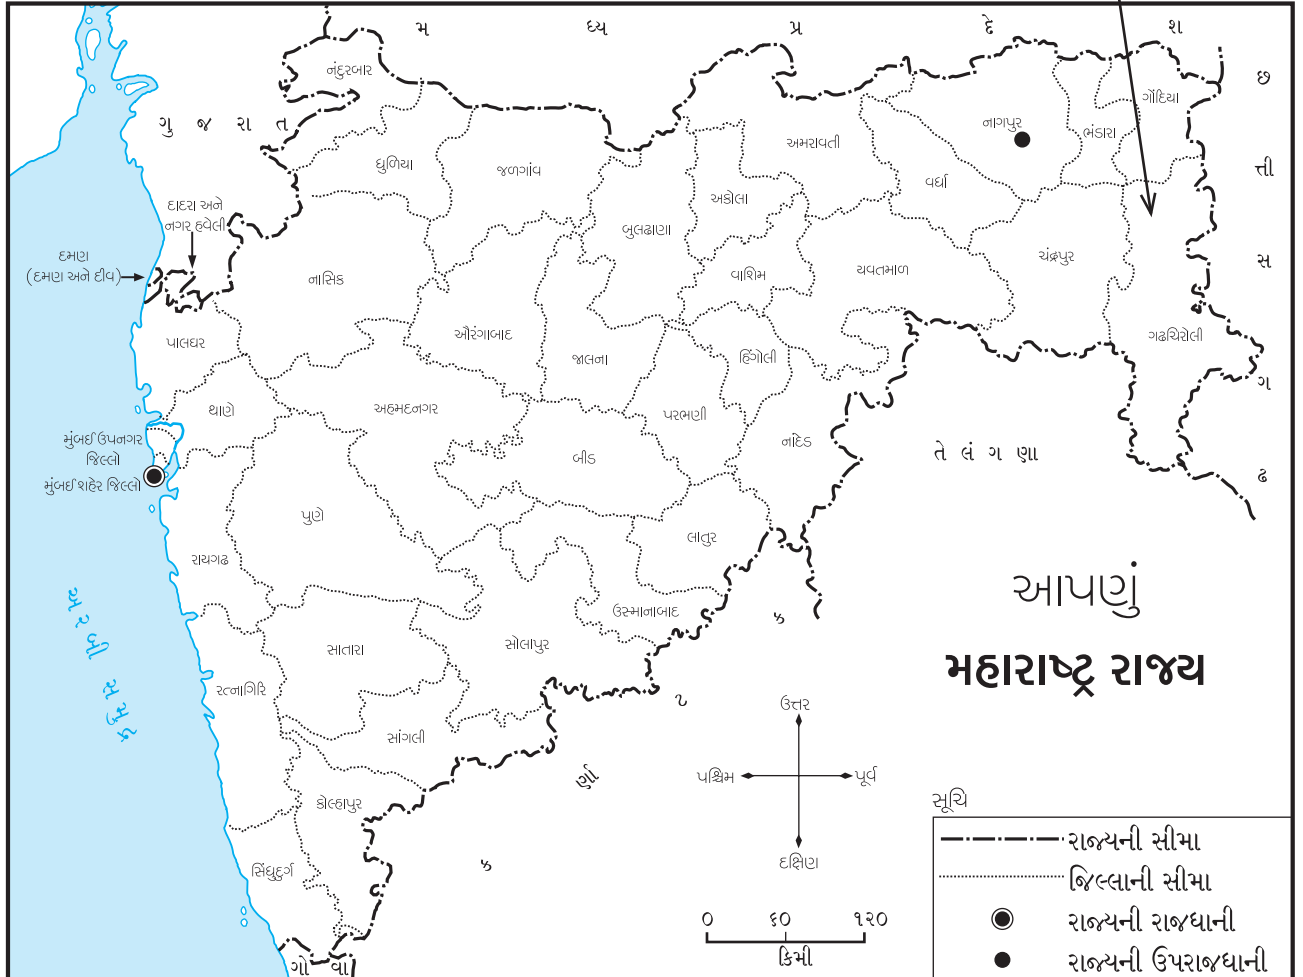 મ ધ્ય પ્ર દે શ
છ ત્તી સ ગ ઢ
ગુ જ રા ત
નંદુરબાર
ધુળિયા
જળગાંવ
બુલઢાણા
અકોલા
અમરાવતી
વર્ધા
નાગપુર
ભંડારા
ગોંદિયા
દાદરા અને
નગર હવેલી
દમણ
(દમણ અને દીવ)
નાસિક
ઔરંગાબાદ
જાલના
વાશિમ
યવતમાળ
ચંદ્રપુર
ગઢચિરોલી
પાલઘર
થાણે
અહમદનગર
હિંગોલી
પરભણી
નાંદેડ
બીડ
તે લં ગ ણા
મુંબઈ ઉપનગર
જિલ્લો
મુંબઈ શહેર જિલ્લો
પુણે
લાતુર
રાયગઢ
ઉસ્માનાબાદ
સોલાપુર
સાતારા
રત્નાગિરિ
સાંગલી
કોલ્હાપુર
સિંધુદુર્ગ
અ ર બી સ મુ દ્ર
ક ર્ણા ટ ક
ગો વા
આપણું
મહારાષ્ટ્ર રાજ્ય
ઉત્તર
પશ્ચિમ પૂર્વ
દક્ષિણ
૦ ૬૦ ૧૨૦
કિમી
સૂચિ
રાજ્યની સીમા
જિલ્લાની સીમા
રાજ્યની રાજધાની
રાજ્યની ઉપરાજધાની